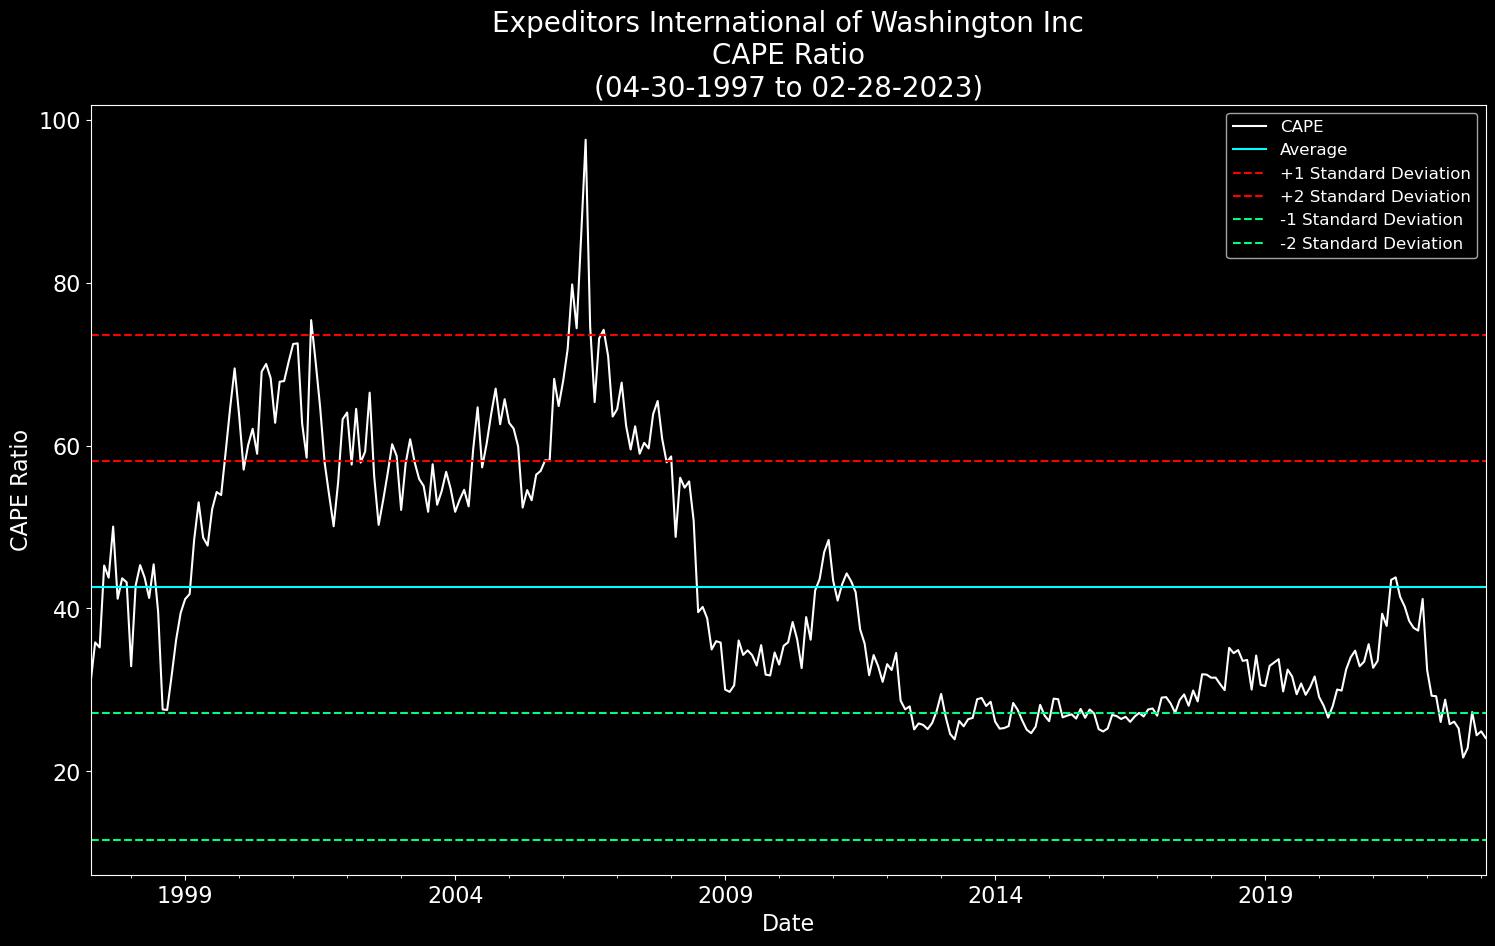 Expeditors International of Washington Inc
CAPE Ratio
(04-30-1997 to 02-28-2023)
CAPE
Average
+1 Standard Deviation
+2 Standard Deviation
-1 Standard Deviation
-2 Standard Deviation
CAPE Ratio
100
80
60
40
20
1999
2004
2009
2014
2019
Date